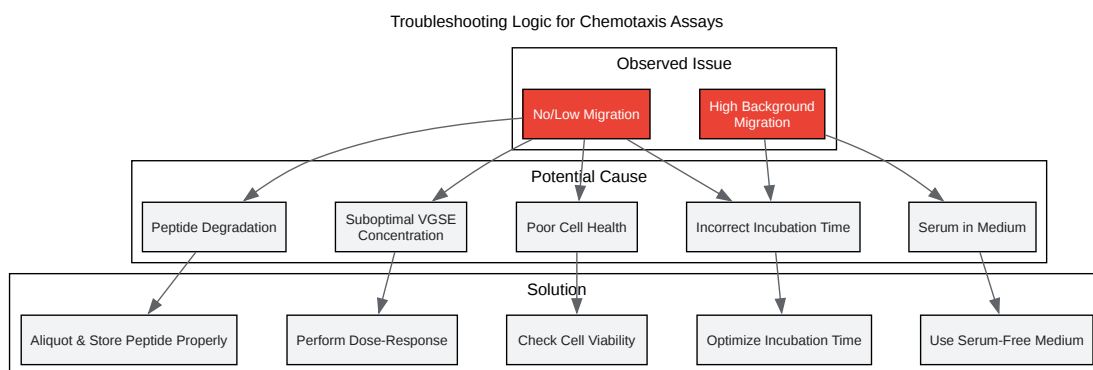 Troubleshooting Logic for Chemotaxis Assays
Observed Issue
No/Low Migration
High Background
Migration
Potential Cause
Peptide Degradation
Suboptimal VGSE
Concentration
Poor Cell Health
Incorrect Incubation Time
Serum in Medium
Solution
Aliquot & Store Peptide Properly
Perform Dose-Response
Check Cell Viability
Optimize Incubation Time
Use Serum-Free Medium